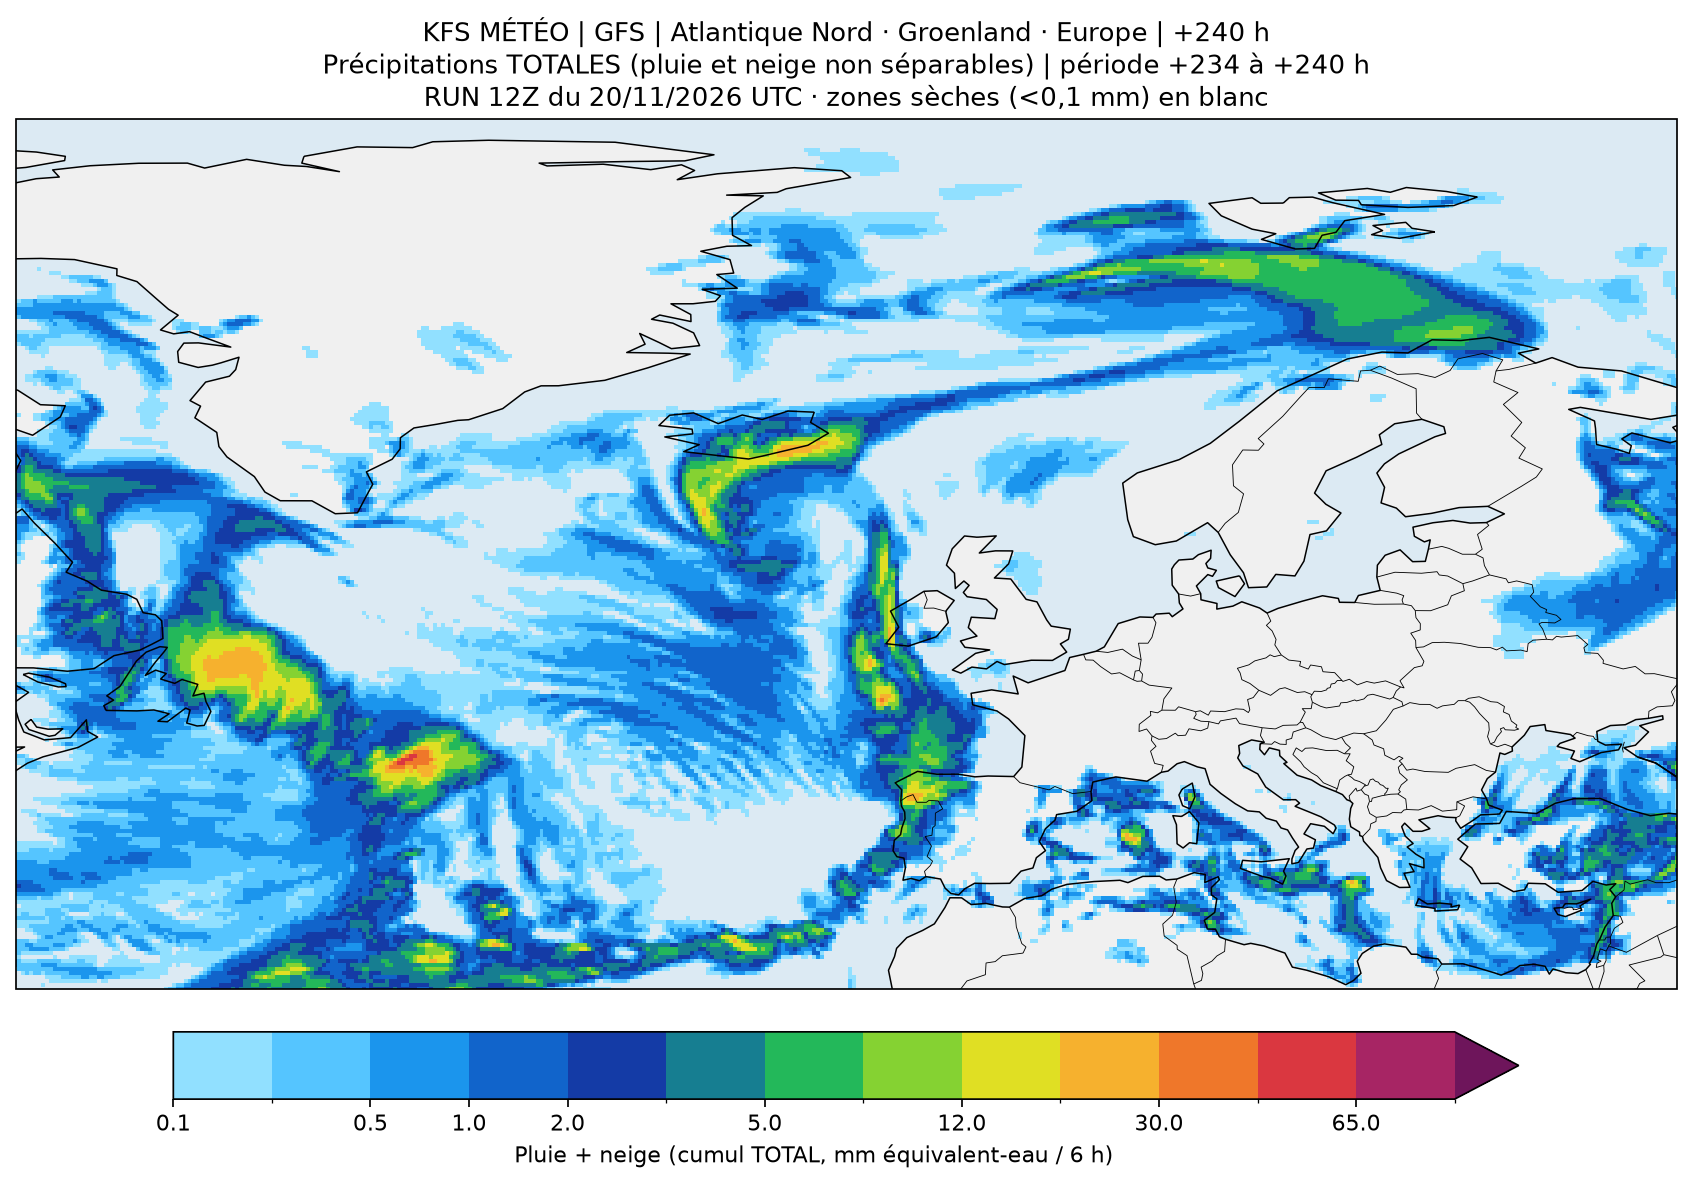 KFS MÉTÉO | GFS | Atlantique Nord · Groenland · Europe | +240 h
Précipitations TOTALES (pluie et neige non séparables) | période +234 à +240 h
RUN 12Z du 20/11/2026 UTC · zones sèches (<0,1 mm) en blanc
0.1 0.5 1.0 2.0 5.0 12.0 30.0 65.0
Pluie + neige (cumul TOTAL, mm équivalent-eau / 6 h)